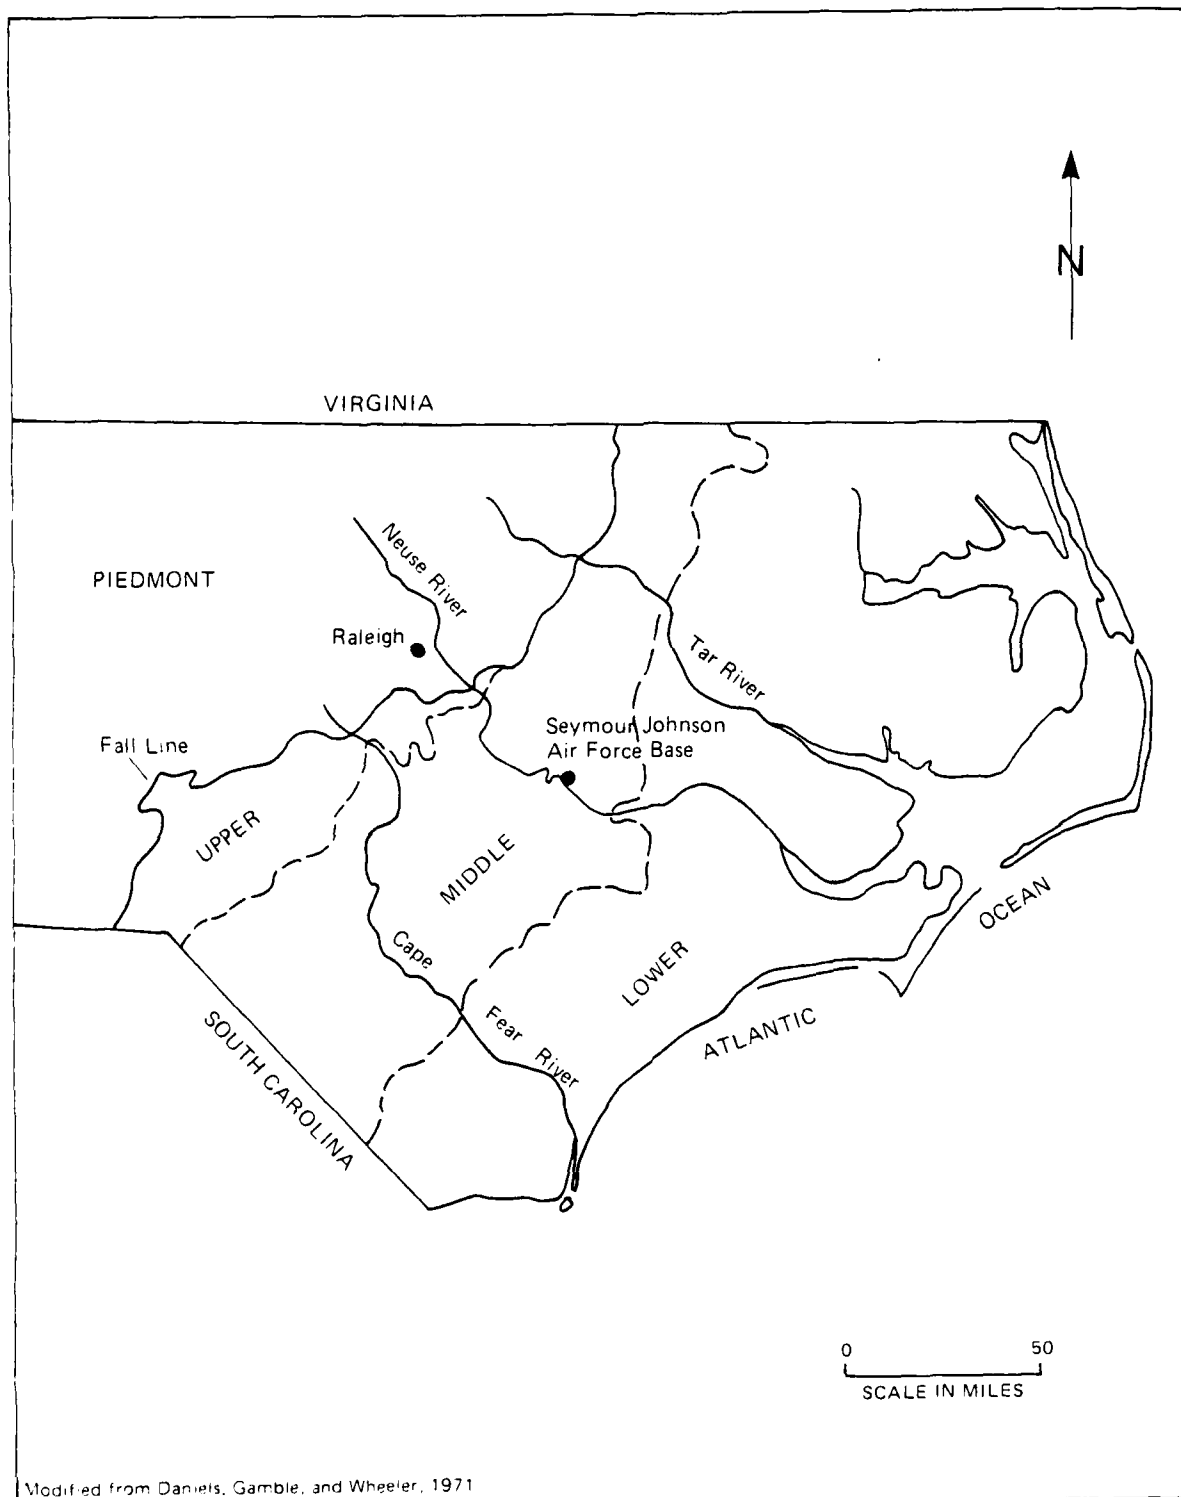 N
VIRGINIA
Neuse River
PIEDMONT
Raleigh
Tar River
Seymour Johnson
Air Force Base
Fall Line
UPPER
MIDDLE
Cape Fear River
LOWER
OCEAN
ATLANTIC
SOUTH CAROLINA
0 50
SCALE IN MILES
Modified from Daniels, Gamble, and Wheeler, 1971